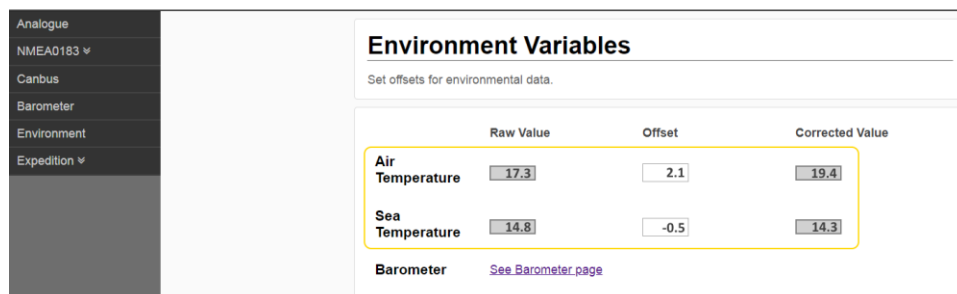 Analogue
NMEA0183 ¥
Canbus
Barometer
Environment
Expedition ¥
Environment Variables
Set offsets for environmental data.
Raw Value Offset Corrected Value
Air
Temperature 17.3 2.1 19.4
Sea
Temperature 14.8 -0.5 14.3
Barometer See Barometer page